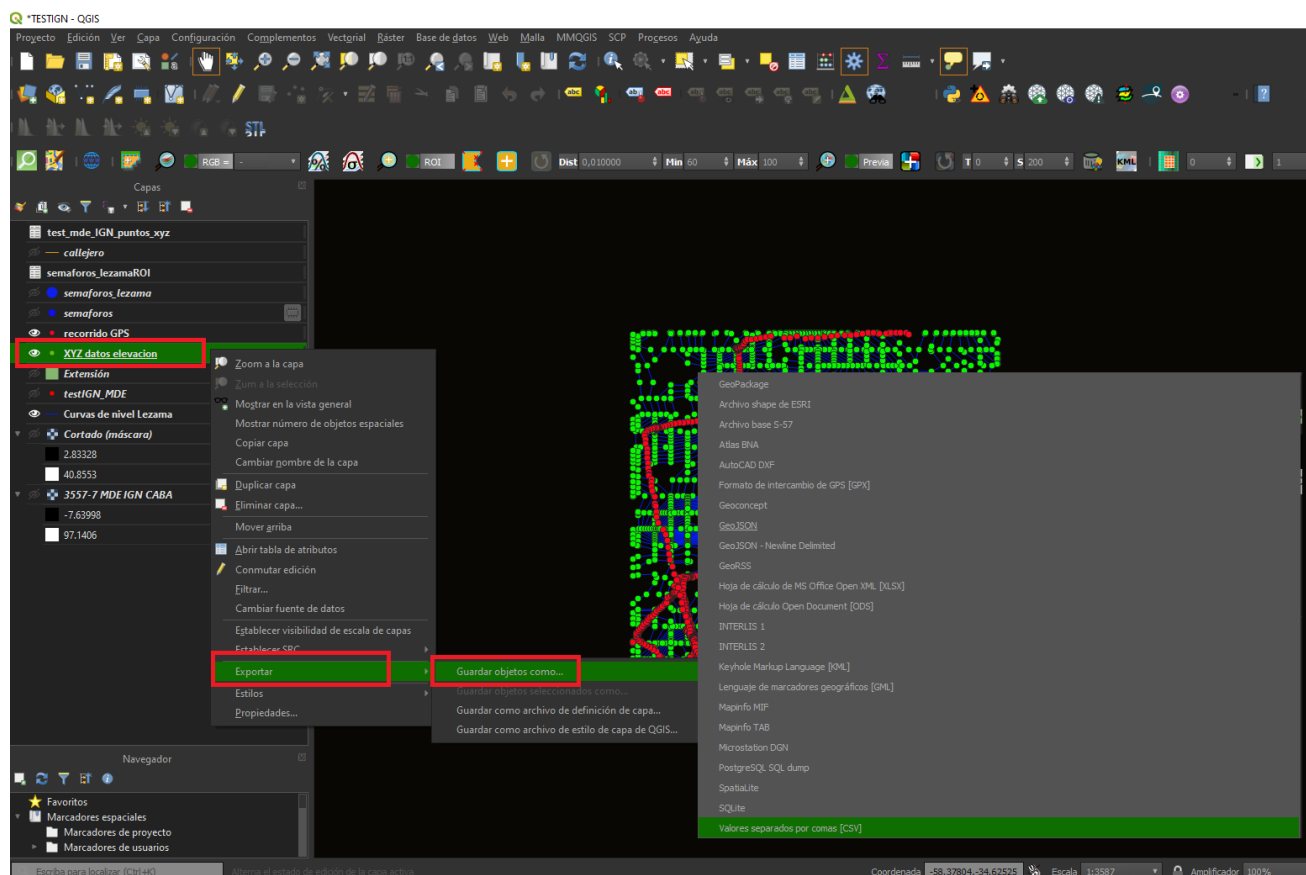 *TESTIGN - QGIS
Proyecto Edición Ver Capa Configuración Complementos Vectorial Ráster Base de datos Web Malla MMQGIS SCP Procesos Ayuda
abc abc abc
STL
RGB = - ROI Dist 0,010000 Min 60 Máx 100 Previa T 0 S 200 KML 0 1
Capas
test_mde_IGN_puntos_xyz
callejero
semaforos_lezamaROI
semaforos_lezama
semaforos
recorrido GPS
XYZ datos elevacion
Extensión
testIGN_MDE
Curvas de nivel Lezama
Cortado (máscara)
2.83328
40.8553
3557-7 MDE IGN CABA
-7.63998
97.1406
Zoom a la capa
Zum a la selección
Mostrar en la vista general
Mostrar número de objetos espaciales
Copiar capa
Cambiar nombre de la capa
Duplicar capa
Eliminar capa...
Mover arriba
Abrir tabla de atributos
Conmutar edición
Filtrar...
Cambiar fuente de datos
Establecer visibilidad de escala de capas
Establecer SRC
Exportar
Estilos
Propiedades...
Guardar objetos como...
Guardar objetos seleccionados como...
Guardar como archivo de definición de capa...
Guardar como archivo de estilo de capa de QGIS...
GeoPackage
Archivo shape de ESRI
Archivo base S-57
Atlas BNA
AutoCAD DXF
Formato de intercambio de GPS [GPX]
Geoconcept
GeoJSON
GeoJSON - Newline Delimited
GeoRSS
Hoja de cálculo de MS Office Open XML [XLSX]
Hoja de cálculo Open Document [ODS]
INTERLIS 1
INTERLIS 2
Keyhole Markup Language [KML]
Lenguaje de marcadores geográficos [GML]
Mapinfo MIF
Mapinfo TAB
Microstation DGN
PostgreSQL SQL dump
SpatiaLite
SQLite
Valores separados por comas [CSV]
Navegador
Favoritos
Marcadores espaciales
Marcadores de proyecto
Marcadores de usuarios
Escriba para localizar (Ctrl+K) Alterna el estado de edición de la capa activa Coordenada -58.37804,-34.62525 Escala 1:3587 Amplificador 100%